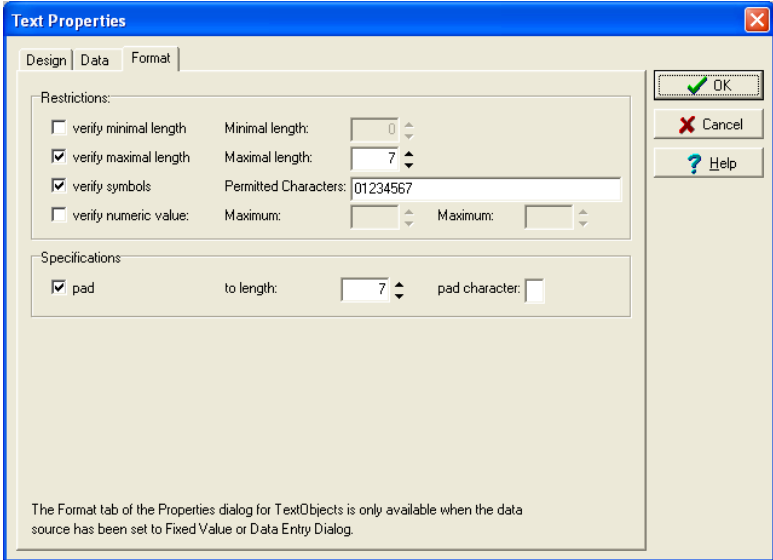 Text Properties
Design Data Format
OK
Cancel
Help
Restrictions:
verify minimal length Minimal length: 0
verify maximal length Maximal length: 7
verify symbols Permitted Characters: 01234567
verify numeric value: Maximum: Maximum:
Specifications
pad to length: 7 pad character:
The Format tab of the Properties dialog for TextObjects is only available when the data
source has been set to Fixed Value or Data Entry Dialog.